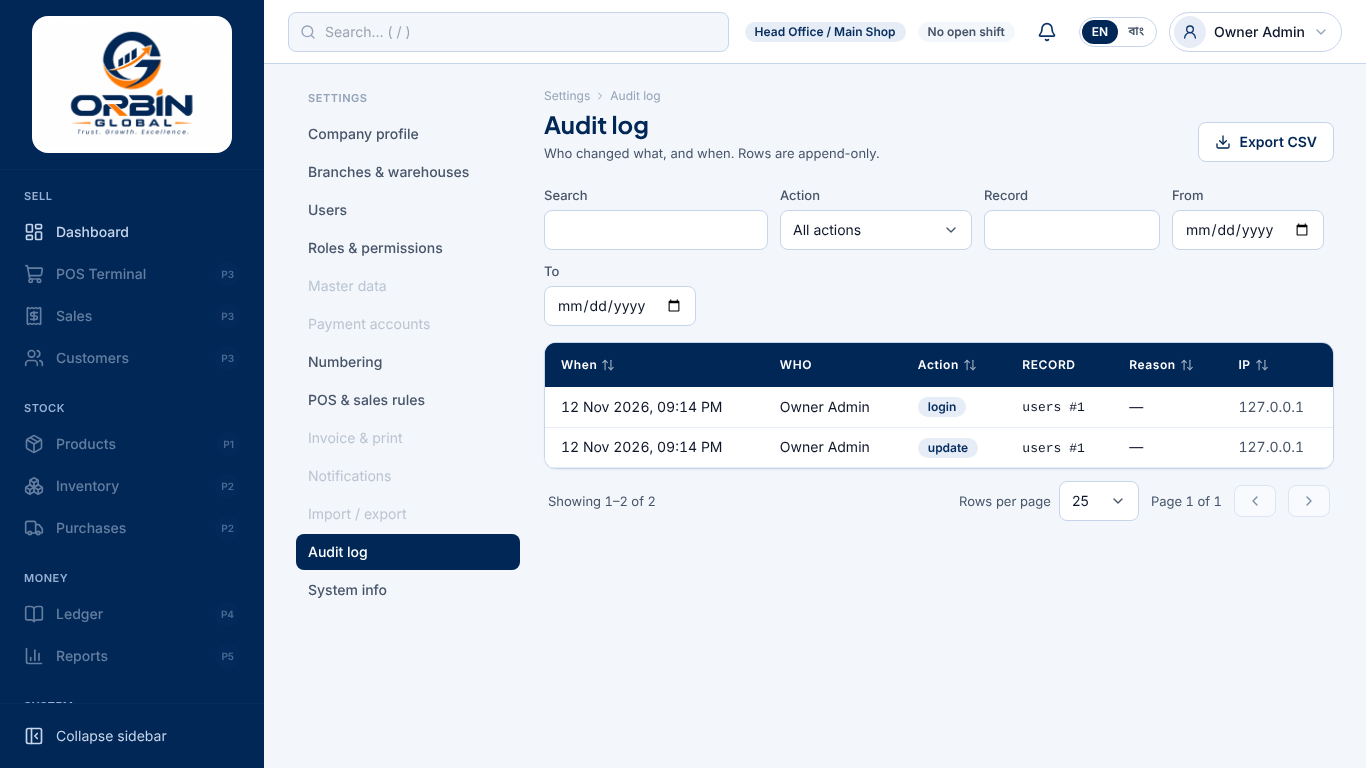 ORBIN
GLOBAL
Trust. Growth. Excellence.
SELL
Dashboard
POS Terminal P3
Sales P3
Customers P3
STOCK
Products P1
Inventory P2
Purchases P2
MONEY
Ledger P4
Reports P5
Collapse sidebar
Search... ( / )
Head Office / Main Shop
No open shift
EN
বাং
Owner Admin
SETTINGS
Company profile
Branches & warehouses
Users
Roles & permissions
Master data
Payment accounts
Numbering
POS & sales rules
Invoice & print
Notifications
Import / export
Audit log
System info
Settings > Audit log
Audit log
Who changed what, and when. Rows are append-only.
Export CSV
Search Action Record From
All actions mm/dd/yyyy
To
mm/dd/yyyy
When WHO Action RECORD Reason IP
12 Nov 2026, 09:14 PM Owner Admin login users #1 — 127.0.0.1
12 Nov 2026, 09:14 PM Owner Admin update users #1 — 127.0.0.1
Showing 1–2 of 2 Rows per page 25 Page 1 of 1